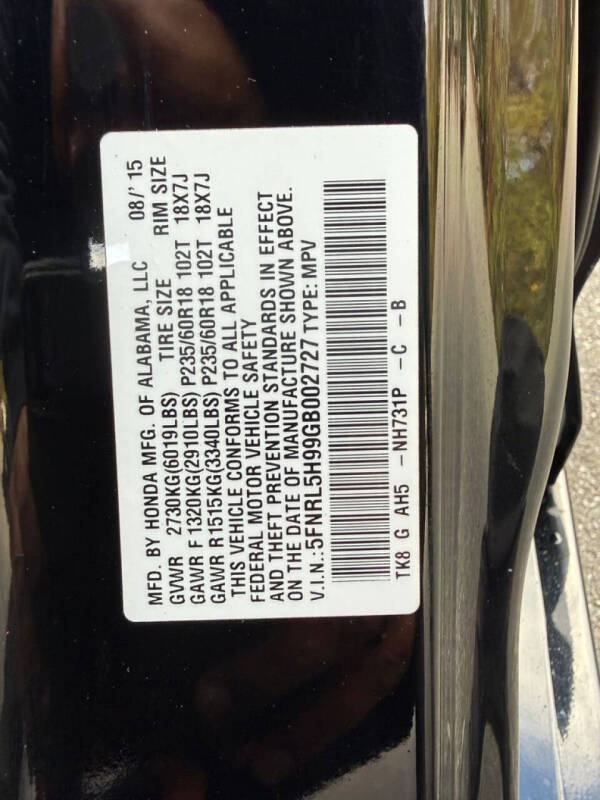 MFD. BY HONDA MFG. OF ALABAMA, LLC 08/'15
GVWR 2730KG(6019LBS) TIRE SIZE RIM SIZE
GAWR F 1320KG(2910LBS) P235/60R18 102T 18X7J
GAWR R1515KG(3340LBS) P235/60R18 102T 18X7J
THIS VEHICLE CONFORMS TO ALL APPLICABLE
FEDERAL MOTOR VEHICLE SAFETY
AND THEFT PREVENTION STANDARDS IN EFFECT
ON THE DATE OF MANUFACTURE SHOWN ABOVE.
V.I.N.:5FNRL5H99GB002727 TYPE: MPV
TK8 G AH5 -NH731P -C -B